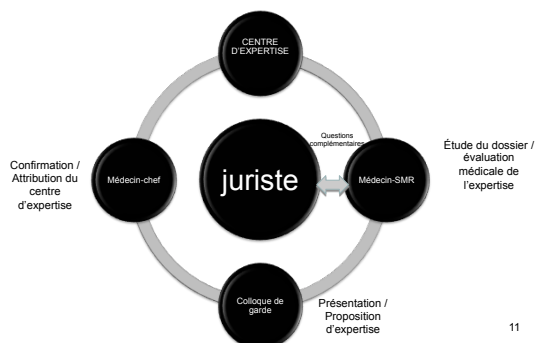 CENTRE
D'EXPERTISE
Questions
complémentaires
Confirmation /
Attribution du
centre
d'expertise
Médecin-chef
juriste
Médecin-SMR
Étude du dossier /
évaluation
médicale de
l'expertise
Colloque de
garde
Présentation /
Proposition
d'expertise
11